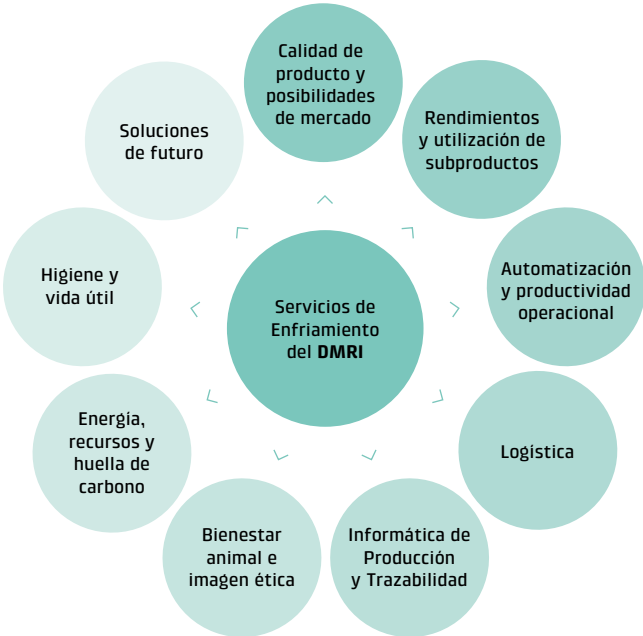 Calidad de
producto y
posibilidades
de mercado
Rendimientos
y utilización de
subproductos
Automatización
y productividad
operacional
Logística
Informática de
Producción
y Trazabilidad
Bienestar
animal e
imagen ética
Energía,
recursos y
huella de
carbono
Higiene y
vida útil
Soluciones
de futuro
Servicios de
Enfriamiento
del DMRI